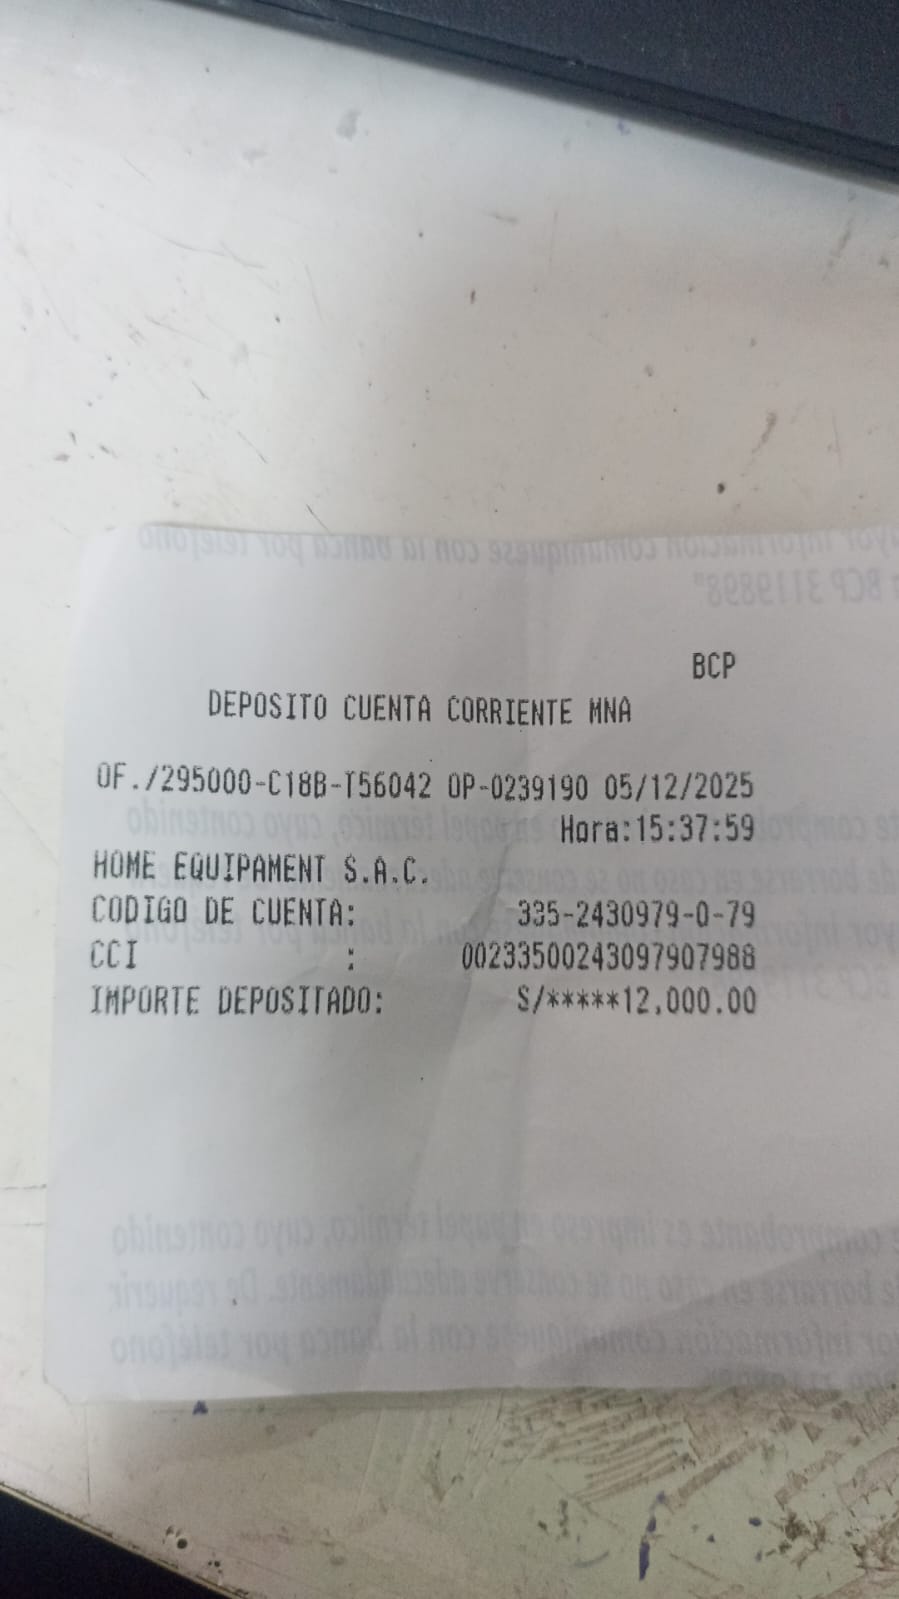 BCP
DEPOSITO CUENTA CORRIENTE MNA
OF./295000-C18B-T56042 OP-0239190 05/12/2025
Hora:15:37:59
HOME EQUIPAMENT S.A.C.
CODIGO DE CUENTA: 335-2430979-0-79
CCI : 00233500243097907988
IMPORTE DEPOSITADO: S/*****12,000.00